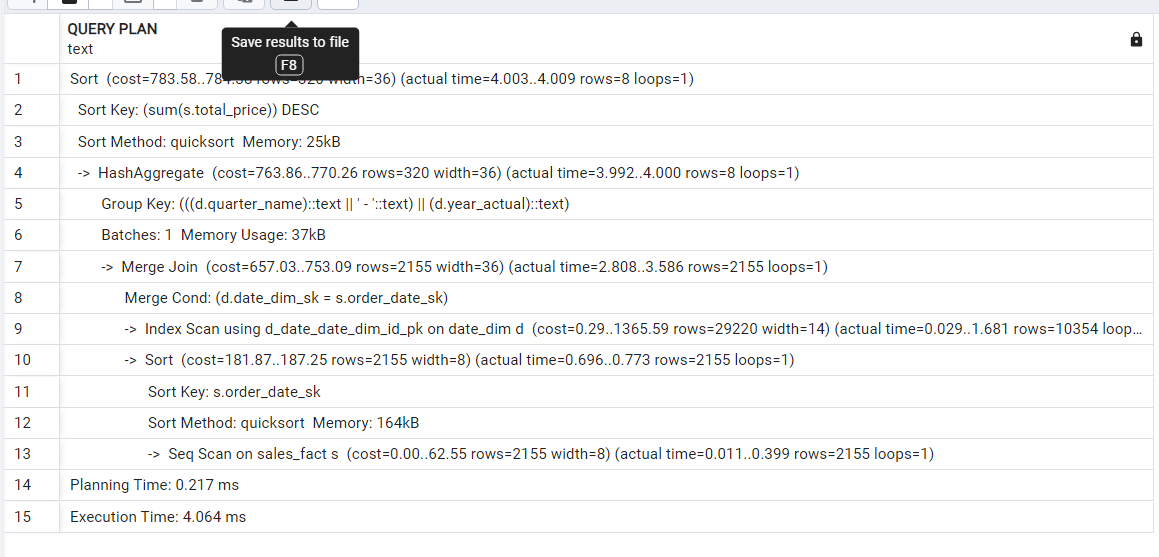 QUERY PLAN
text
Save results to file
F8
1 Sort (cost=783.58..784. width=36) (actual time=4.003..4.009 rows=8 loops=1)
2 Sort Key: (sum(s.total_price)) DESC
3 Sort Method: quicksort Memory: 25kB
4 -> HashAggregate (cost=763.86..770.26 rows=320 width=36) (actual time=3.992..4.000 rows=8 loops=1)
5 Group Key: (((d.quarter_name)::text || ' - '::text) || (d.year_actual)::text)
6 Batches: 1 Memory Usage: 37kB
7 -> Merge Join (cost=657.03..753.09 rows=2155 width=36) (actual time=2.808..3.586 rows=2155 loops=1)
8 Merge Cond: (d.date_dim_sk = s.order_date_sk)
9 -> Index Scan using d_date_date_dim_id_pk on date_dim d (cost=0.29..1365.59 rows=29220 width=14) (actual time=0.029..1.681 rows=10354 loop...
10 -> Sort (cost=181.87..187.25 rows=2155 width=8) (actual time=0.696..0.773 rows=2155 loops=1)
11 Sort Key: s.order_date_sk
12 Sort Method: quicksort Memory: 164kB
13 -> Seq Scan on sales_fact s (cost=0.00..62.55 rows=2155 width=8) (actual time=0.011..0.399 rows=2155 loops=1)
14 Planning Time: 0.217 ms
15 Execution Time: 4.064 ms